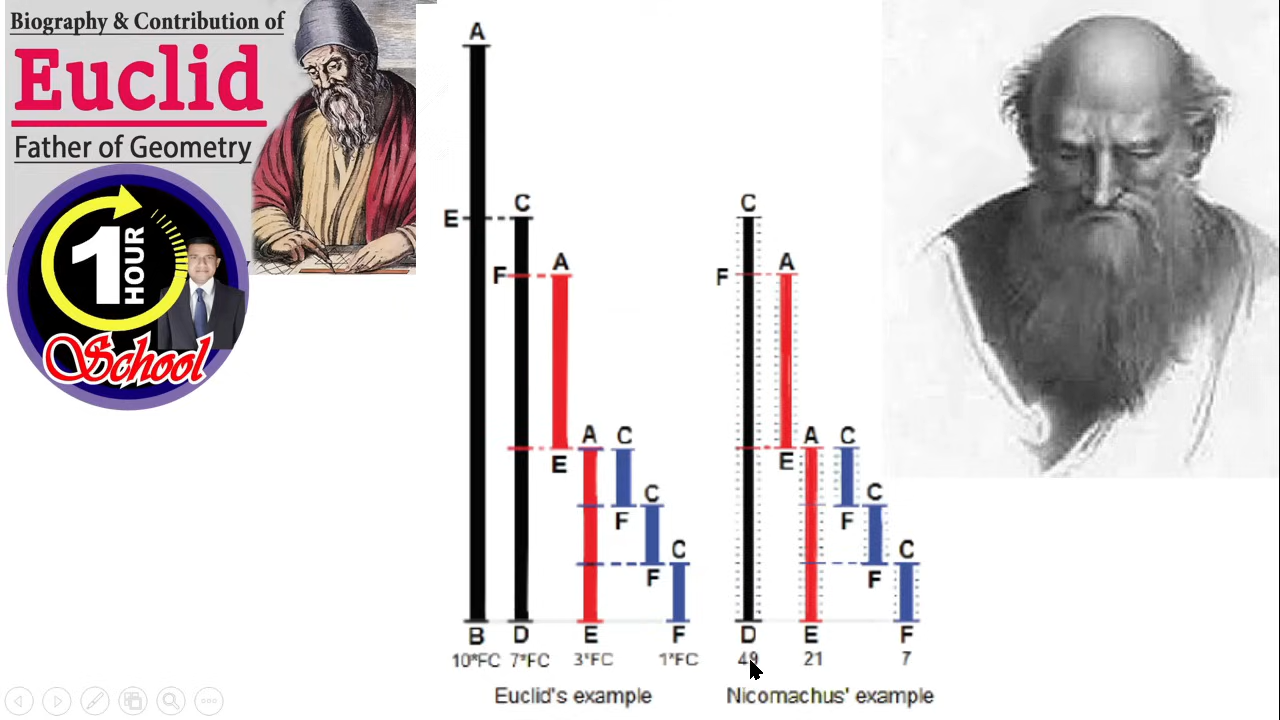 Biography & Contribution of
Euclid
Father of Geometry
1
HOUR
School
A
E
C
F
A
E
A
C
F
C
F
C
B
D
E
F
10*FC
7*FC
3*FC
1*FC
Euclid's example
C
F
A
E
A
C
F
C
F
C
D
E
F
49
21
7
Nicomachus' example